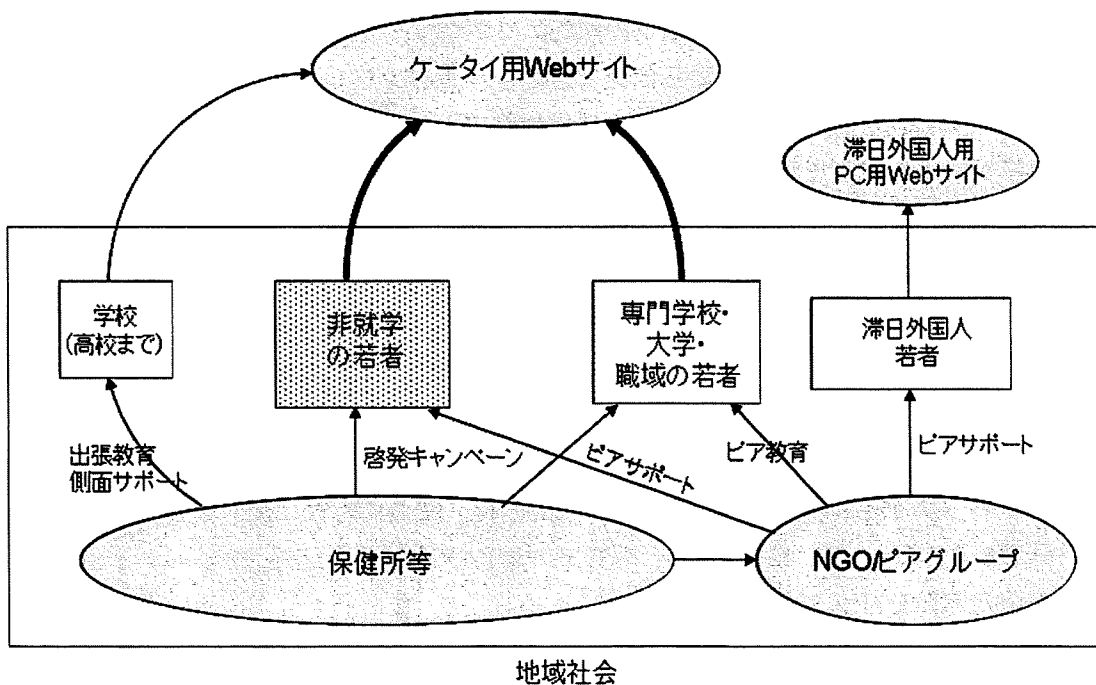 ケータイ用Webサイト
滞日外国人用
PC用Webサイト
学校
(高校まで)
非就学
の若者
専門学校・
大学・
職域の若者
滞日外国人
若者
出張教育
側面サポート
啓発キャンペーン
ピアサポート
ピア教育
ピアサポート
保健所等
NGO/ピアグループ
地域社会